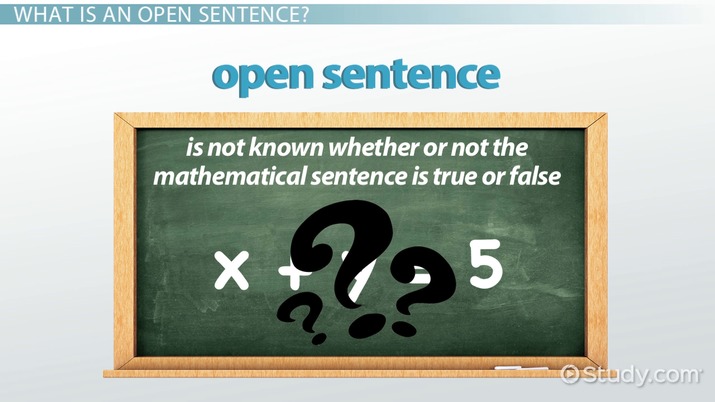 WHAT IS AN OPEN SENTENCE?
open sentence
is not known whether or not the
mathematical sentence is true or false
x + 5
? ? ?
Study.com